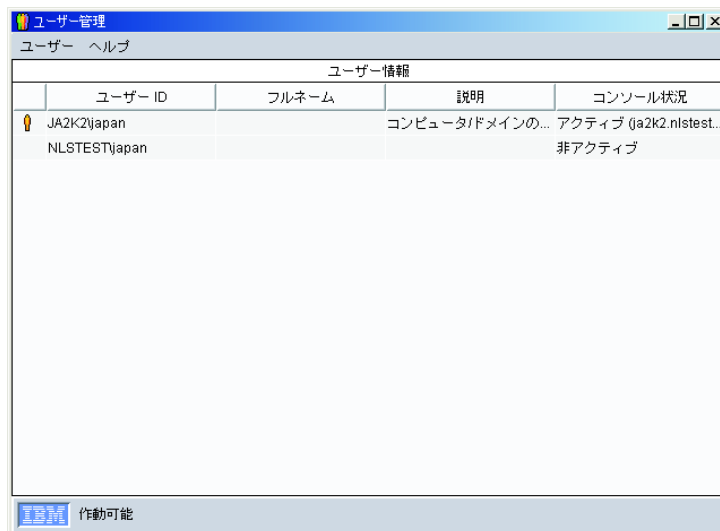 ユーザー管理
ユーザー ヘルプ
ユーザー情報
ユーザー ID フルネーム 説明 コンソール状況
JA2K2\japan コンピュータ/ドメインの... アクティブ (ja2k2.nlstest...
NLSTEST\japan 非アクティブ
IBM 作動可能